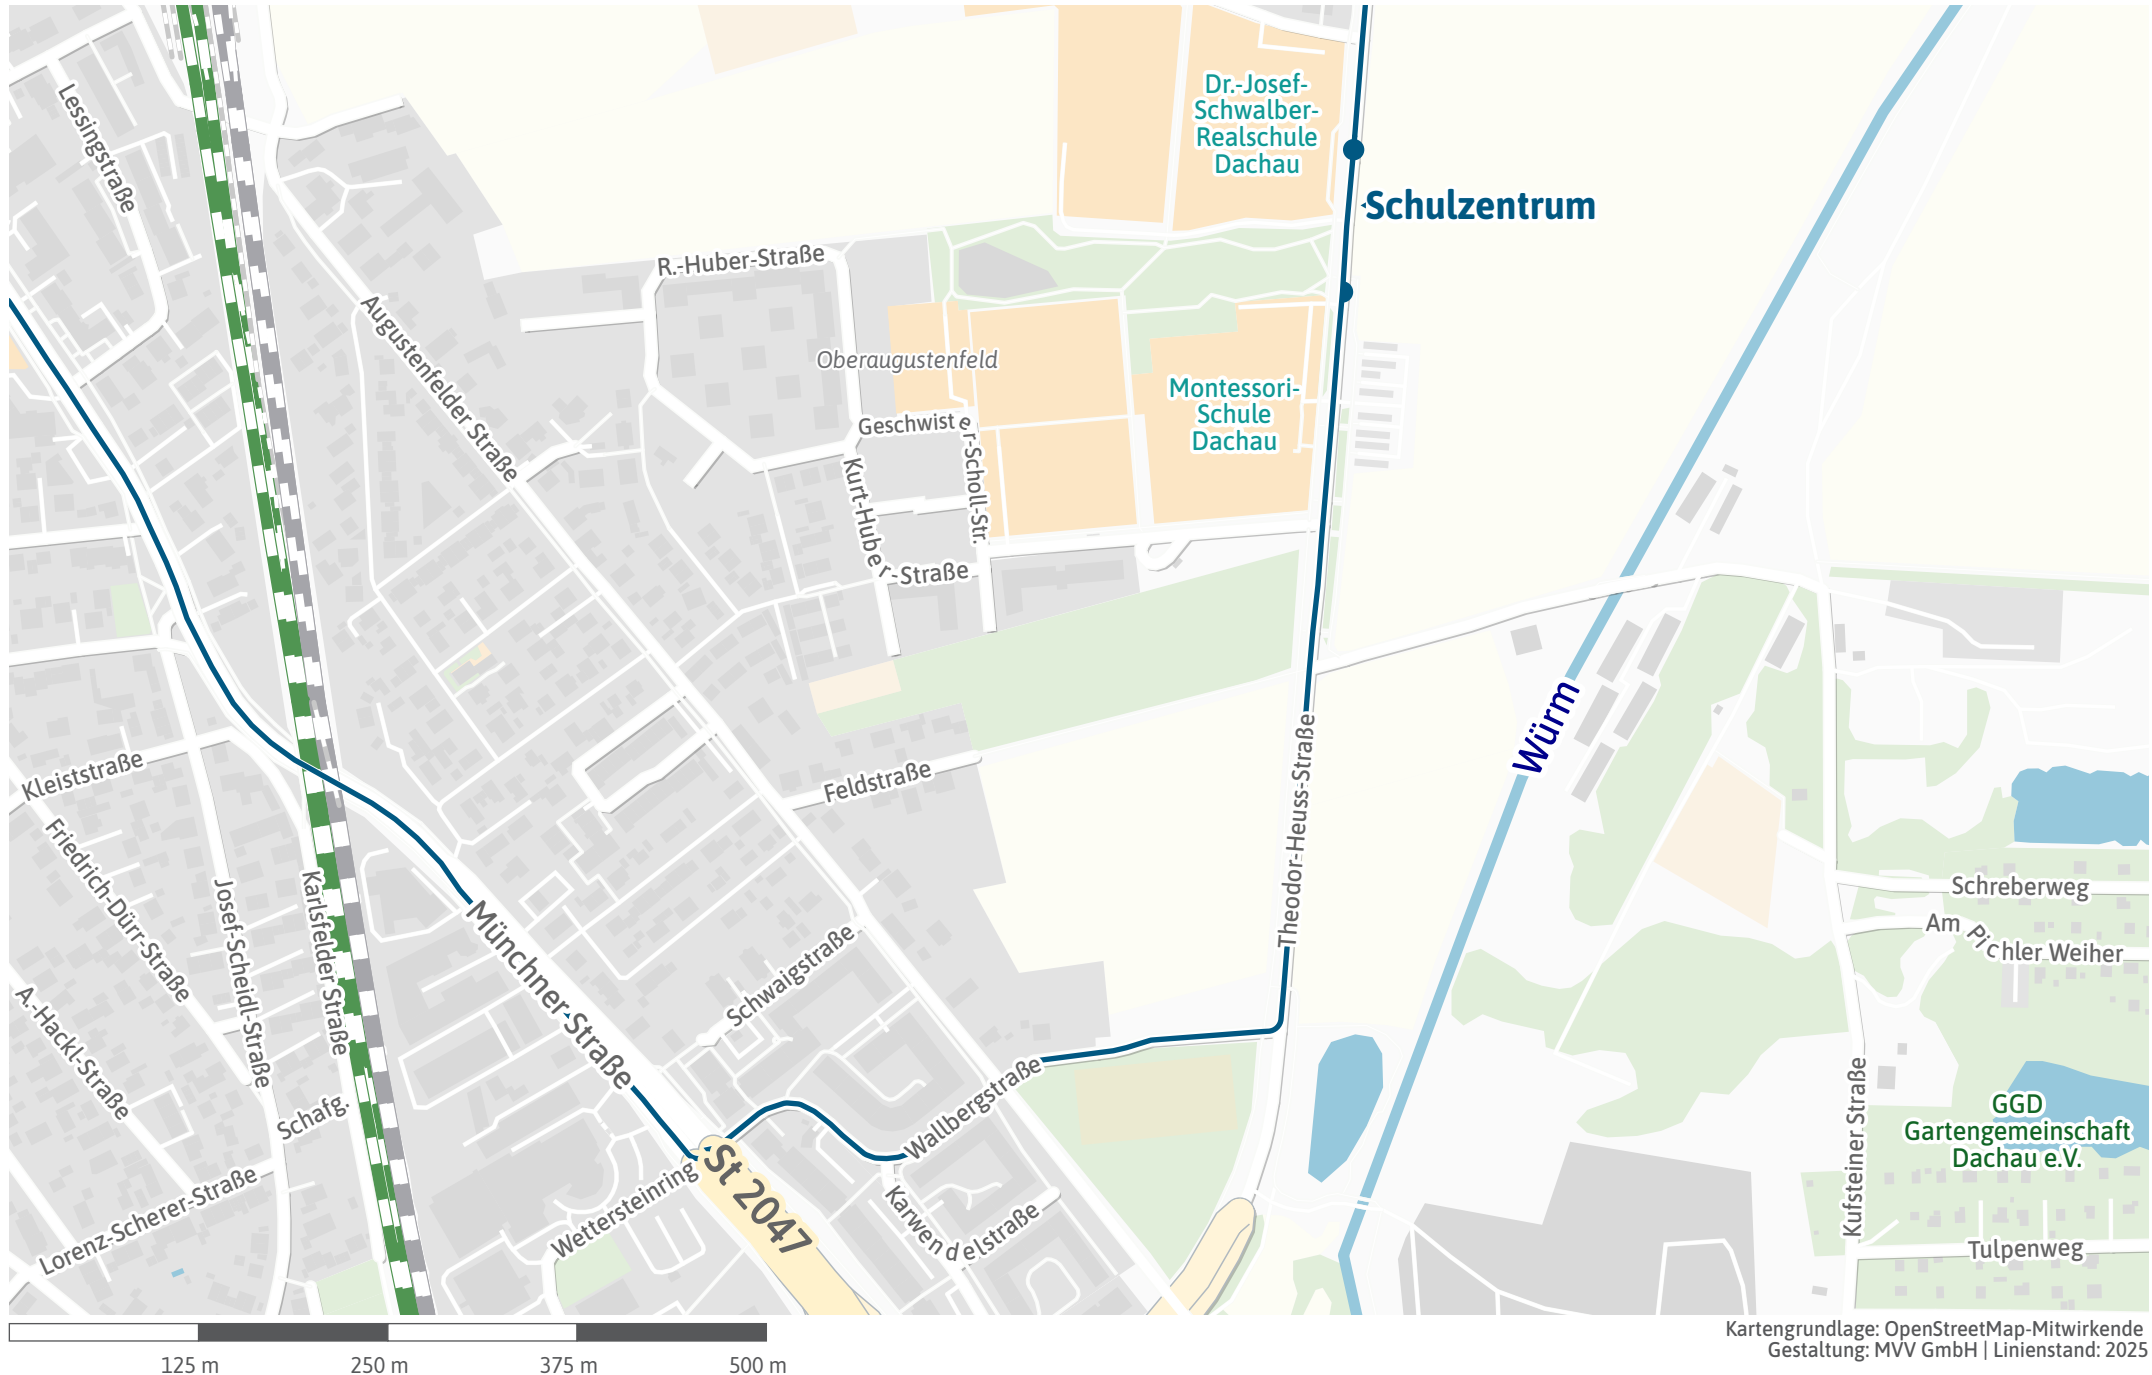 Dr.-Josef-
Schwalber-
Realschule
Dachau
Lessingstraße
Schulzentrum
R.-Huber-Straße
Augustenfelder Straße
Oberaugustenfeld
Montessori-
Schule
Dachau
Geschwister-Scholl-Str.
Kurt-Huber-Straße
Würm
Theodor-Heuss-Straße
Kleiststraße
Feldstraße
Friedrich-Dürr-Straße
Josef-Scheidl-Straße
Karlsfelder Straße
Münchner-Straße
Schwaigstraße
Schreberweg
Am Pichler Weiher
A.-Hackl-Straße
Schafg.
Wallbergstraße
Kufsteiner Straße
GGD
Gartengemeinschaft
Dachau e.V.
Lorenz-Scherer-Straße
Wettersteinring
St 2047
Karwendelstraße
Tulpenweg
125 m
250 m
375 m
500 m
Kartengrundlage: OpenStreetMap-Mitwirkende
Gestaltung: MVV GmbH | Linienstand: 2025